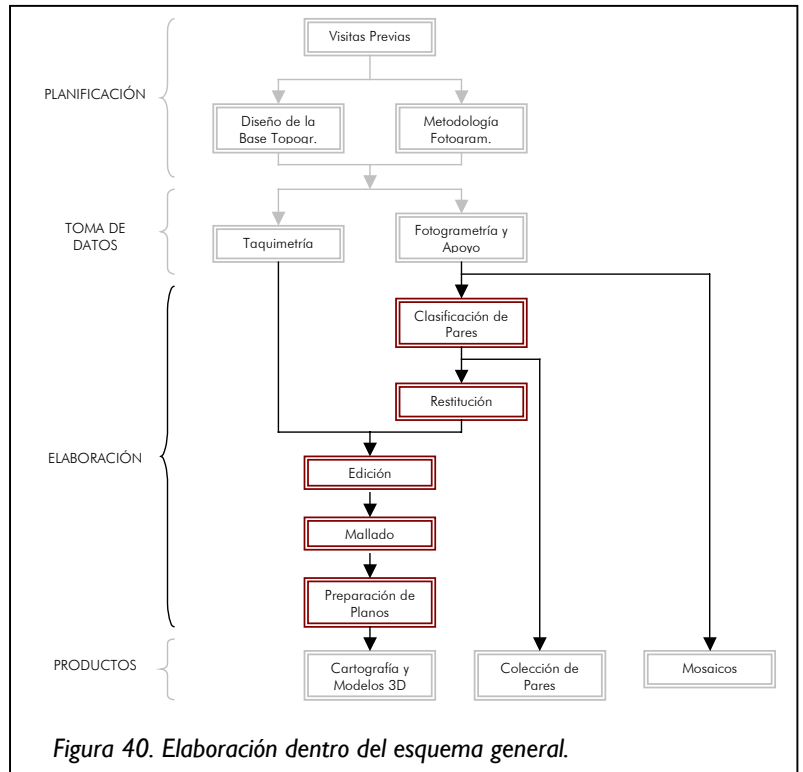 Visitas Previas
PLANIFICACIÓN
Diseño de la
Base Topogr.
Metodología
Fotogram.
TOMA DE
DATOS
Taquimetría
Fotogrametría y
Apoyo
Clasificación de
Pares
Restitución
ELABORACIÓN
Edición
Mallado
Preparación de
Planos
PRODUCTOS
Cartografía y
Modelos 3D
Colección de
Pares
Mosaicos
Figura 40. Elaboración dentro del esquema general.